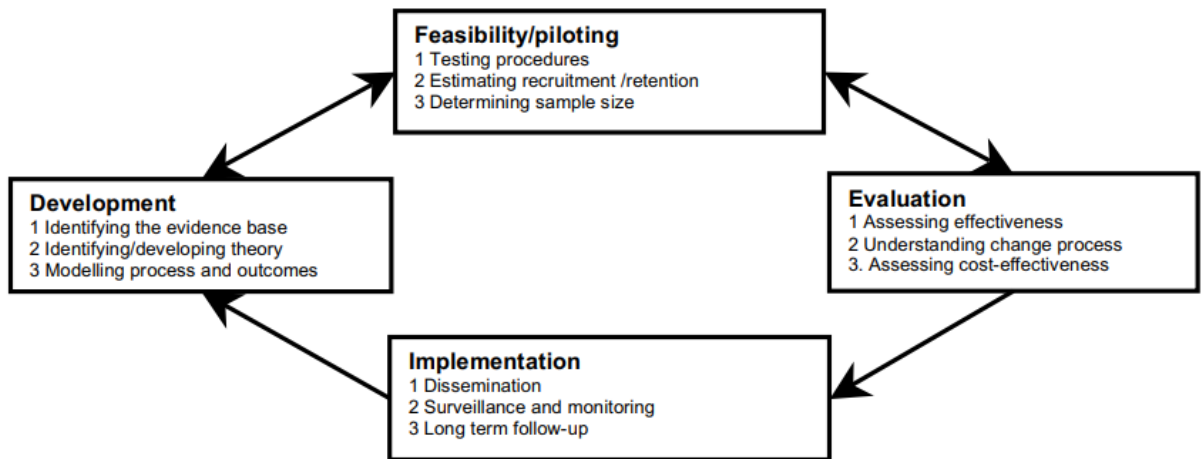 Feasibility/piloting
1 Testing procedures
2 Estimating recruitment /retention
3 Determining sample size
Development
1 Identifying the evidence base
2 Identifying/developing theory
3 Modelling process and outcomes
Evaluation
1 Assessing effectiveness
2 Understanding change process
3. Assessing cost-effectiveness
Implementation
1 Dissemination
2 Surveillance and monitoring
3 Long term follow-up